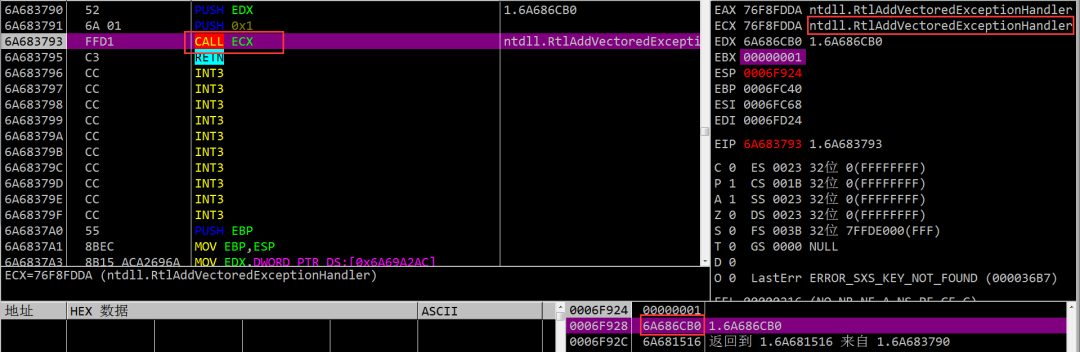 6A683790 52 PUSH EDX 1.6A686CB0
6A683791 6A 01 PUSH 0x1
6A683793 FFD1 CALL ECX ntdll.RtlAddVectoredExcepti
6A683795 C3 RETN
6A683796 CC INT3
6A683797 CC INT3
6A683798 CC INT3
6A683799 CC INT3
6A68379A CC INT3
6A68379B CC INT3
6A68379C CC INT3
6A68379D CC INT3
6A68379E CC INT3
6A68379F CC INT3
6A6837A0 55 PUSH EBP
6A6837A1 8BEC MOV EBP,ESP
6A6837A3 8B15 ACA2696A MOV EDX,DWORD PTR DS:[0x6A69A2AC]
ECX=76F8FDDA (ntdll.RtlAddVectoredExceptionHandler)
EAX 76F8FDDA ntdll.RtlAddVectoredExceptionHandler
ECX 76F8FDDA ntdll.RtlAddVectoredExceptionHandler
EDX 6A686CB0 1.6A686CB0
EBX 00000001
ESP 0006F924
EBP 0006FC40
ESI 0006FC68
EDI 0006FD24
EIP 6A683793 1.6A683793
C 0 ES 0023 32位 0(FFFFFFFF)
P 1 CS 001B 32位 0(FFFFFFFF)
A 1 SS 0023 32位 0(FFFFFFFF)
Z 0 DS 0023 32位 0(FFFFFFFF)
S 0 FS 003B 32位 7FFDE000(FFF)
T 0 GS 0000 NULL
D 0
O 0 LastErr ERROR_SXS_KEY_NOT_FOUND (000036B7)
地址 HEX 数据 ASCII
0006F924 00000001
0006F928 6A686CB0 1.6A686CB0
0006F92C 6A681516 返回到 1.6A681516 来自 1.6A683790